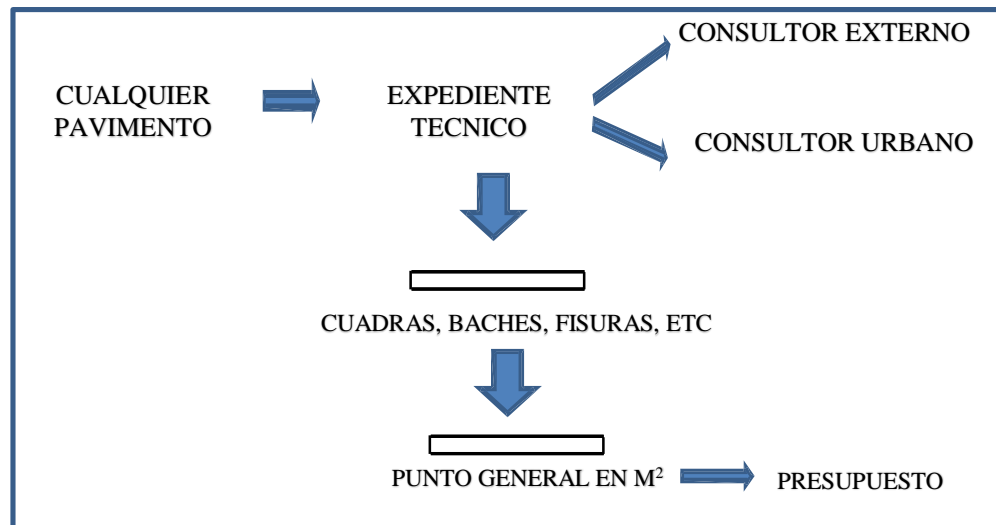 CONSULTOR EXTERNO
CUALQUIER
PAVIMENTO
EXPEDIENTE
TECNICO
CONSULTOR URBANO
CUADRAS, BACHES, FISURAS, ETC
PUNTO GENERAL EN M²
PRESUPUESTO